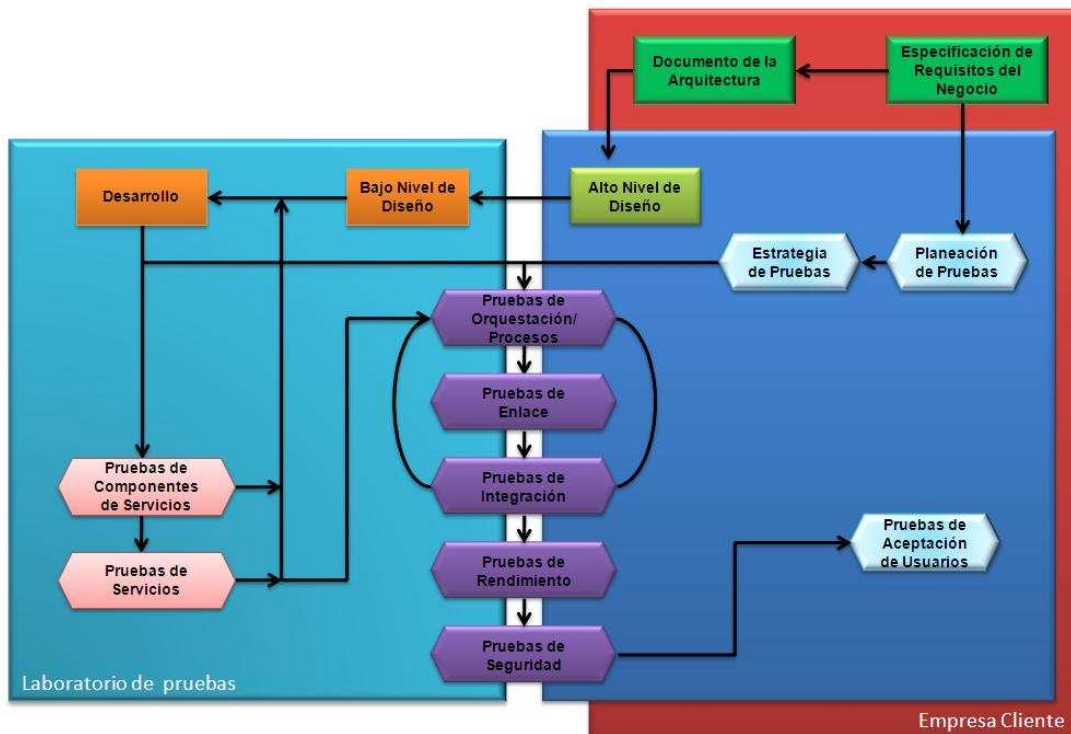 Documento de la
Arquitectura
Especificación de
Requisitos del
Negocio
Desarrollo
Bajo Nivel de
Diseño
Alto Nivel de
Diseño
Estrategia
de Pruebas
Planeación
de Pruebas
Pruebas de
Orquestación/
Procesos
Pruebas de
Enlace
Pruebas de
Componentes
de Servicios
Pruebas de
Integración
Pruebas de
Aceptación
de Usuarios
Pruebas de
Servicios
Pruebas de
Rendimiento
Pruebas de
Seguridad
Laboratorio de pruebas
Empresa Cliente